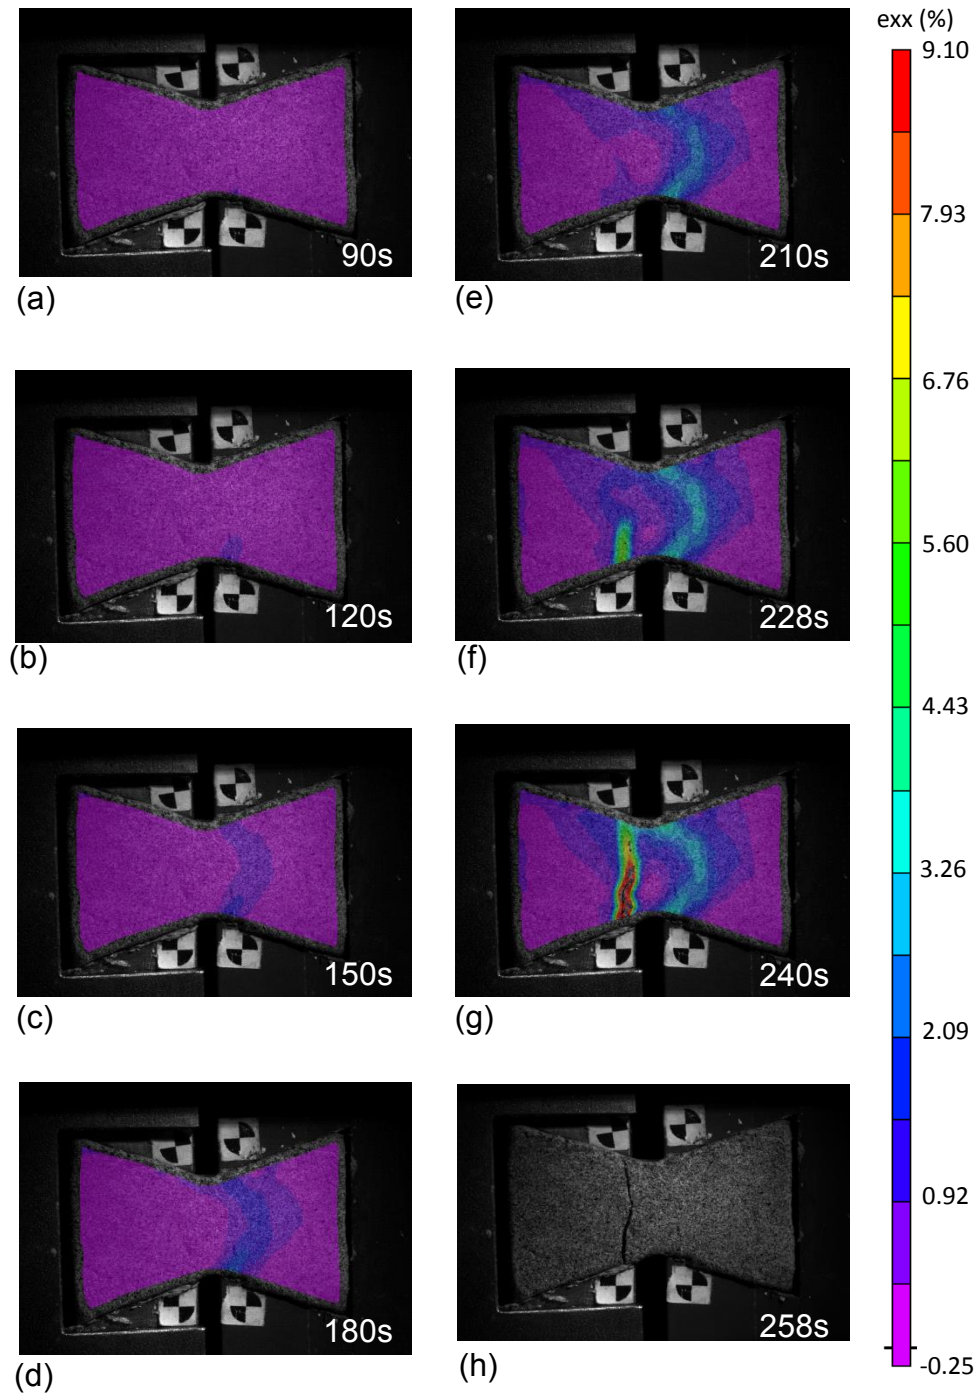 exx (%)
9.10
7.93
6.76
5.60
4.43
3.26
2.09
0.92
-0.25
90s
(a)
120s
(b)
150s
(c)
180s
(d)
210s
(e)
228s
(f)
240s
(g)
258s
(h)